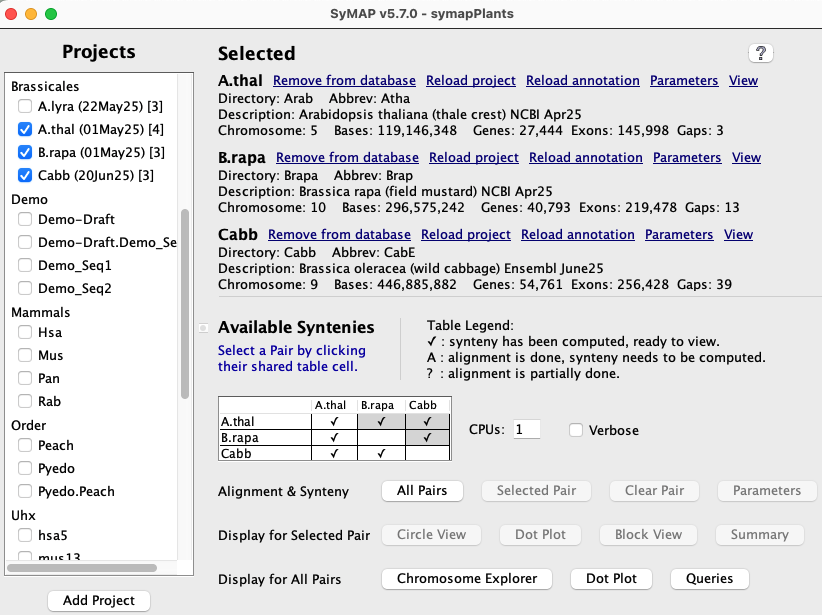 SyMAP v5.7.0 - symapPlants
Projects
Brassicales
A.lyra (22May25) [3]
A.thal (01May25) [4]
B.rapa (01May25) [3]
Cabb (20Jun25) [3]
Demo
Demo-Draft
Demo-Draft.Demo_Se
Demo_Seq1
Demo_Seq2
Mammals
Hsa
Mus
Pan
Rab
Order
Peach
Pyedo
Pyedo.Peach
Uhx
hsa5
mus13
Add Project
Selected
?
A.thal Remove from database Reload project Reload annotation Parameters View
Directory: Arab Abbrev: Atha
Description: Arabidopsis thaliana (thale crest) NCBI Apr25
Chromosome: 5 Bases: 119,146,348 Genes: 27,444 Exons: 145,998 Gaps: 3
B.rapa Remove from database Reload project Reload annotation Parameters View
Directory: Brapa Abbrev: Brap
Description: Brassica rapa (field mustard) NCBI Apr25
Chromosome: 10 Bases: 296,575,242 Genes: 40,793 Exons: 219,478 Gaps: 13
Cabb Remove from database Reload project Reload annotation Parameters View
Directory: Cabb Abbrev: CabE
Description: Brassica oleracea (wild cabbage) Ensembl June25
Chromosome: 9 Bases: 446,885,882 Genes: 54,761 Exons: 256,428 Gaps: 39
Available Syntenies
Select a Pair by clicking
their shared table cell.
Table Legend:
✓ : synteny has been computed, ready to view.
A : alignment is done, synteny needs to be computed.
? : alignment is partially done.
A.thal B.rapa Cabb
A.thal ✓ ✓ ✓
B.rapa ✓ ✓
Cabb ✓ ✓
CPUs: 1 Verbose
Alignment & Synteny All Pairs Selected Pair Clear Pair Parameters
Display for Selected Pair Circle View Dot Plot Block View Summary
Display for All Pairs Chromosome Explorer Dot Plot Queries